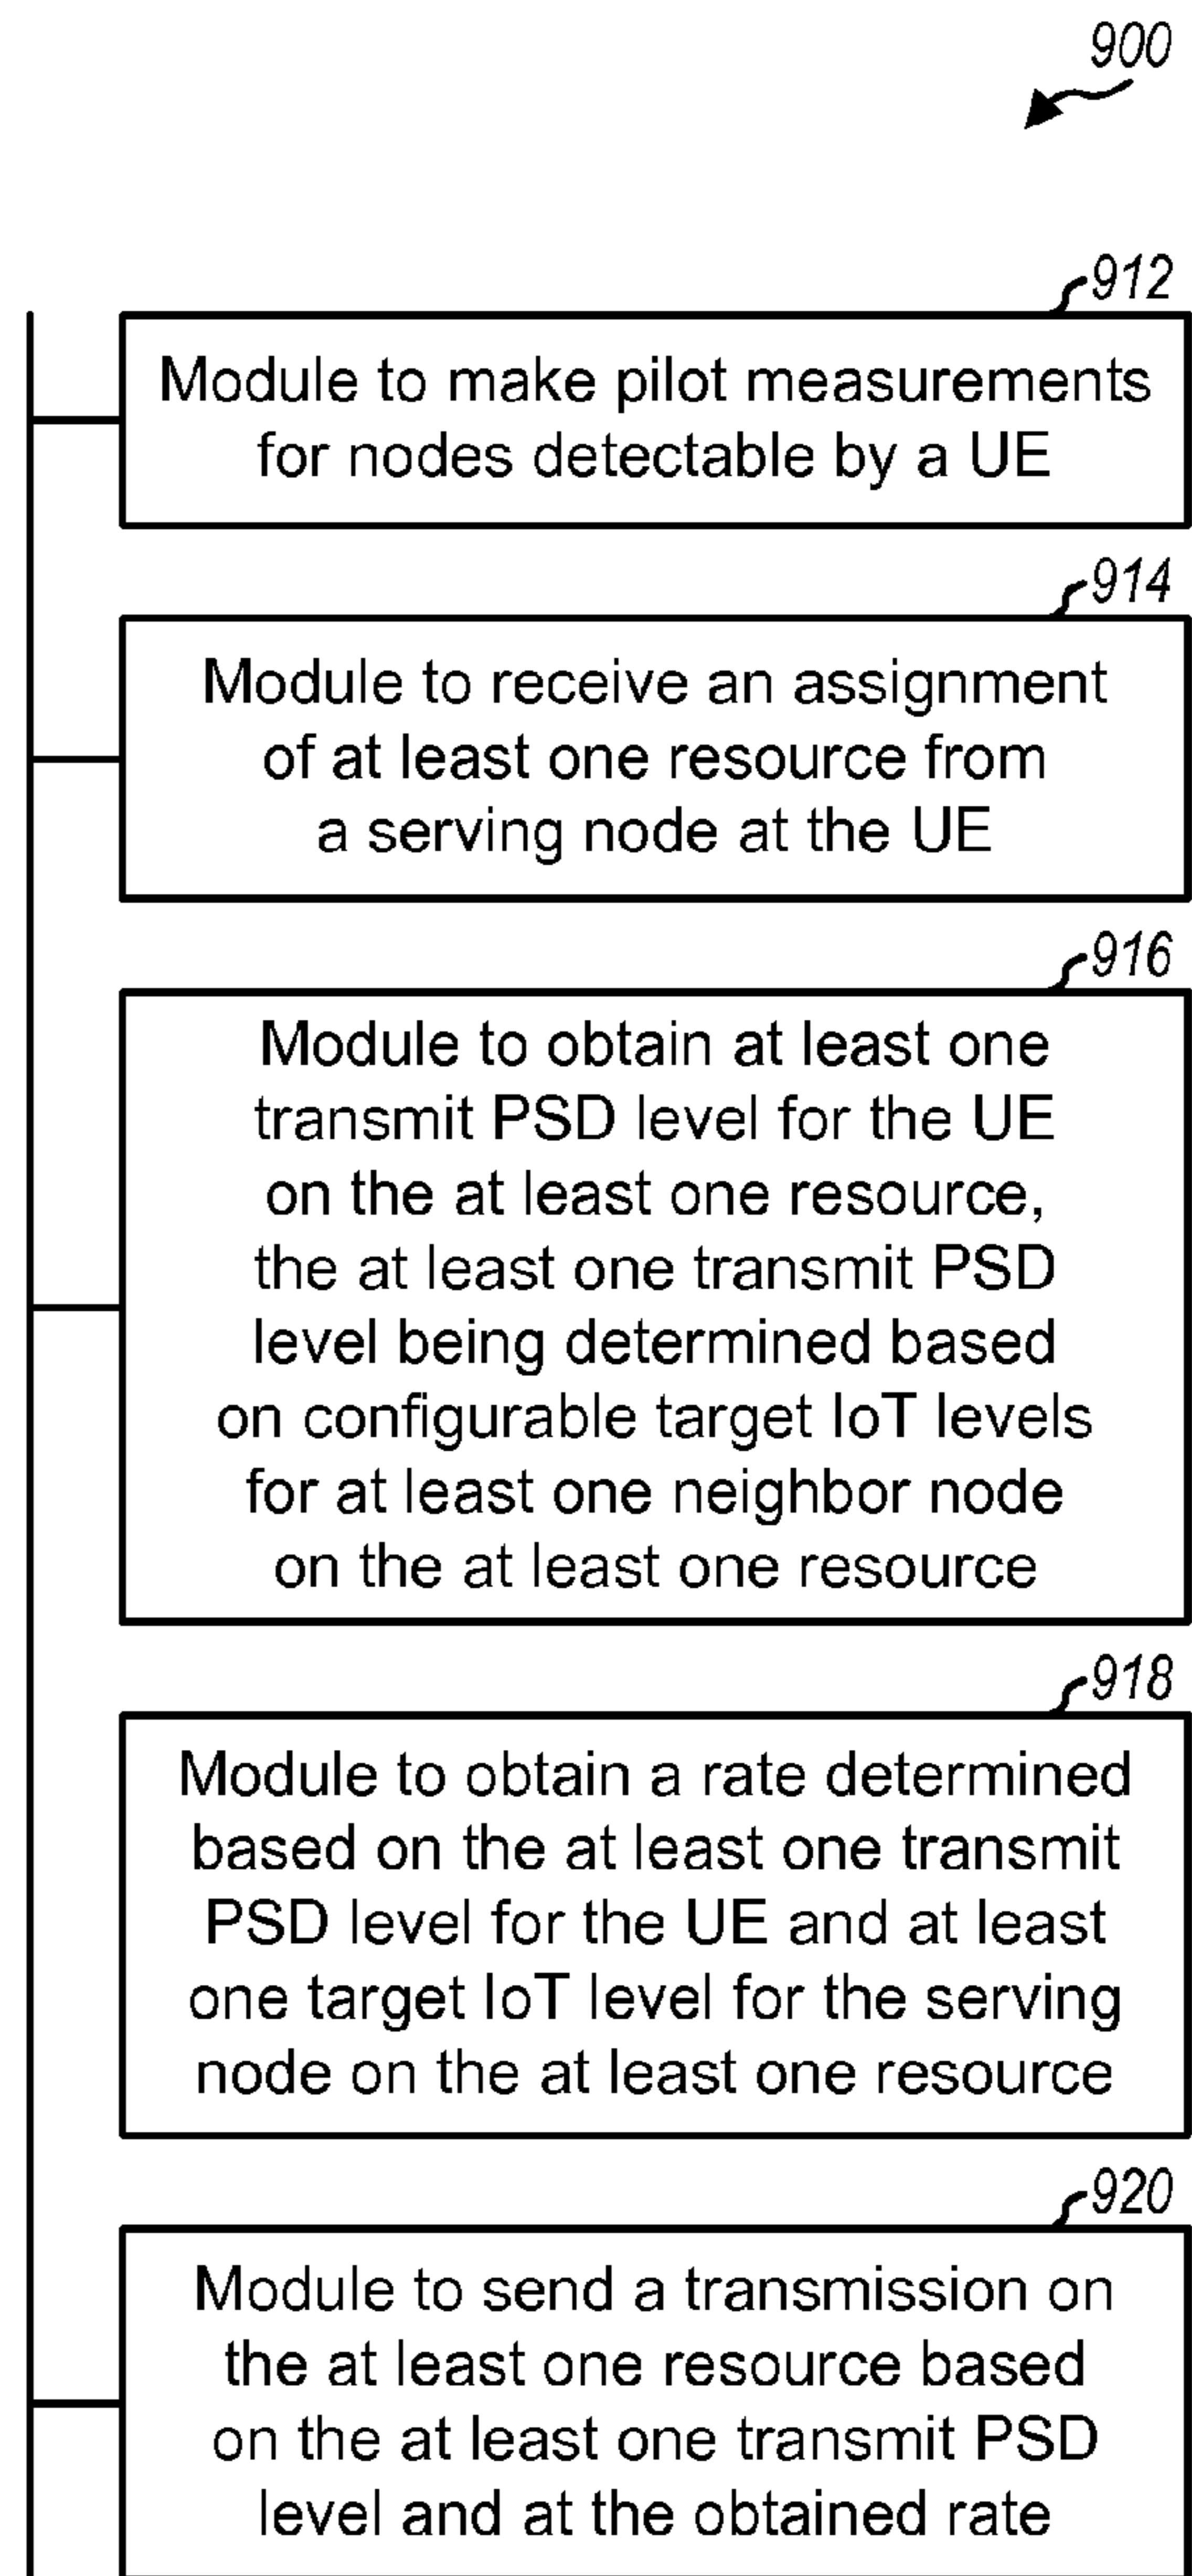 900
912
Module to make pilot measurements
for nodes detectable by a UE
914
Module to receive an assignment
of at least one resource from
a serving node at the UE
916
Module to obtain at least one
transmit PSD level for the UE
on the at least one resource,
the at least one transmit PSD
level being determined based
on configurable target IoT levels
for at least one neighbor node
on the at least one resource
918
Module to obtain a rate determined
based on the at least one transmit
PSD level for the UE and at least
one target IoT level for the serving
node on the at least one resource
920
Module to send a transmission on
the at least one resource based
on the at least one transmit PSD
level and at the obtained rate